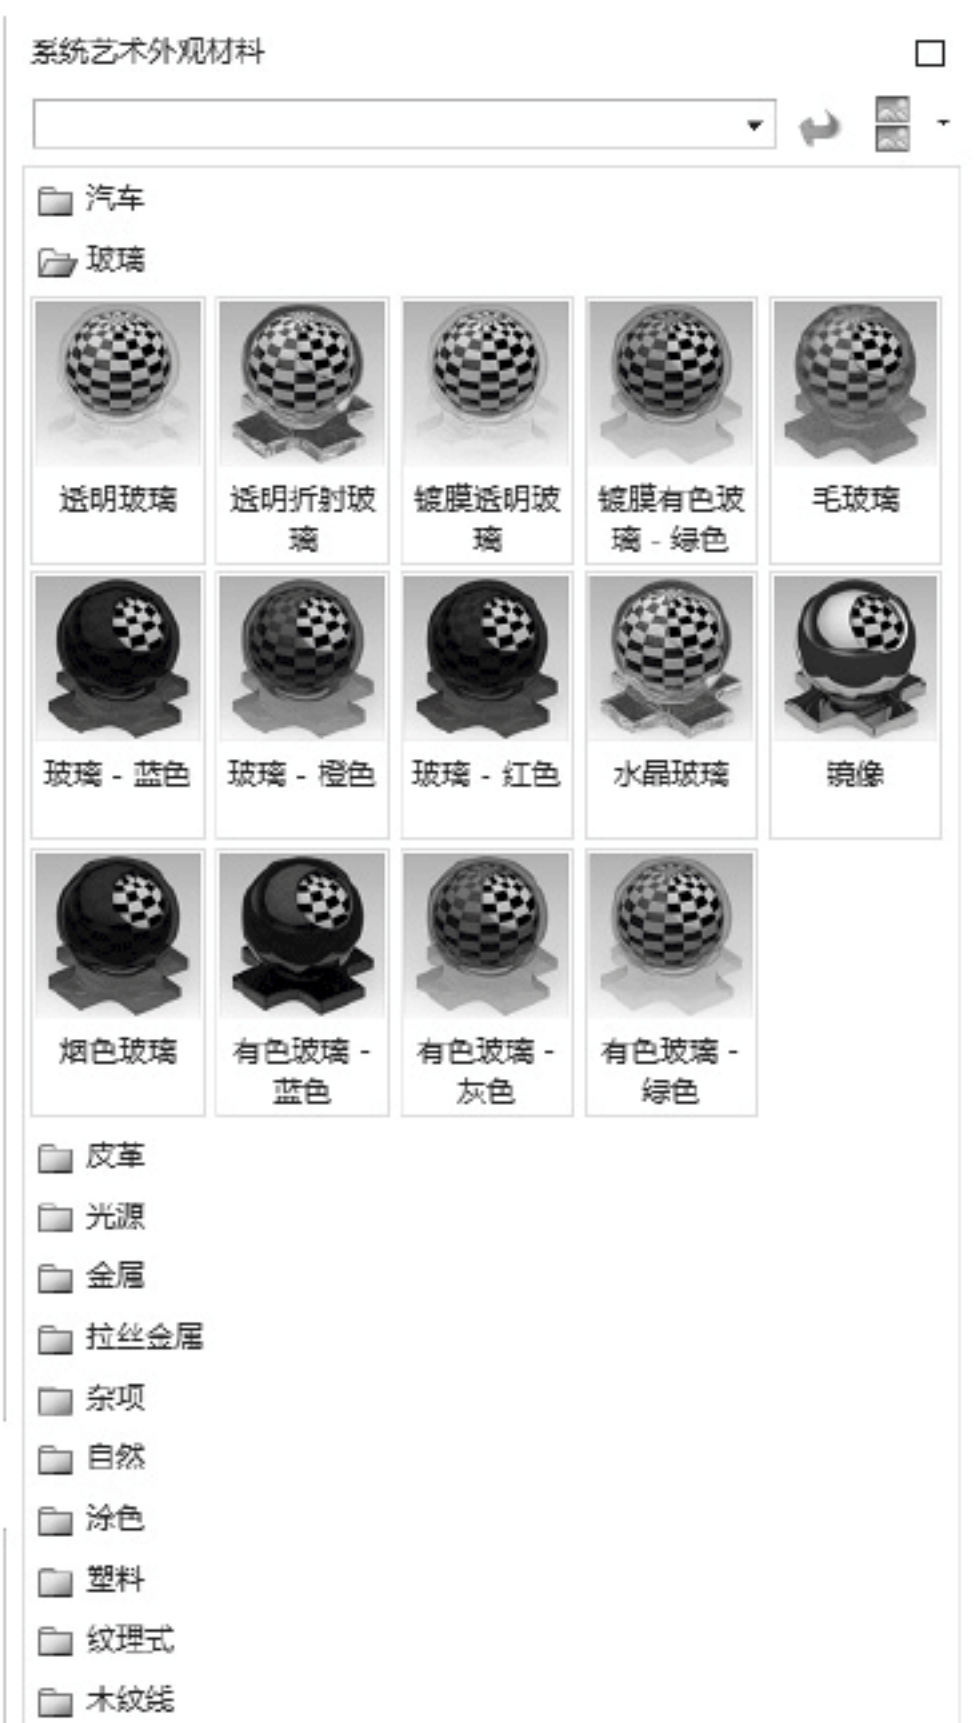 系统艺术外观材料
汽车
玻璃
透明玻璃
透明折射玻
璃
镀膜透明玻
璃
镀膜有色玻
璃 - 绿色
毛玻璃
玻璃 - 蓝色
玻璃 - 橙色
玻璃 - 红色
水晶玻璃
镜像
烟色玻璃
有色玻璃 -
蓝色
有色玻璃 -
灰色
有色玻璃 -
绿色
皮革
光源
金属
拉丝金属
杂项
自然
涂色
塑料
纹理式
木纹线